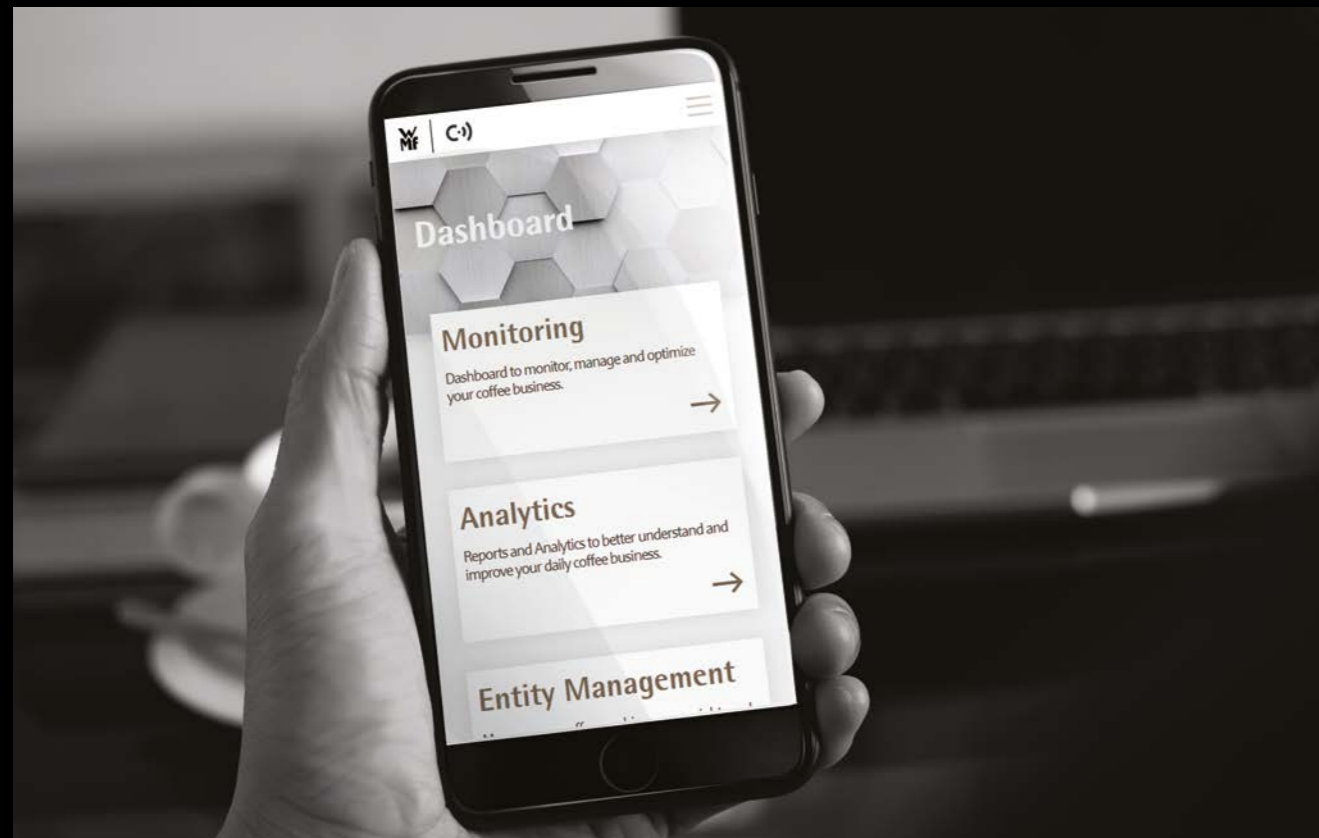 WMF
Dashboard
Monitoring
Dashboard to monitor, manage and optimize
your coffee business.
Analytics
Reports and Analytics to better understand and
improve your daily coffee business.
Entity Management